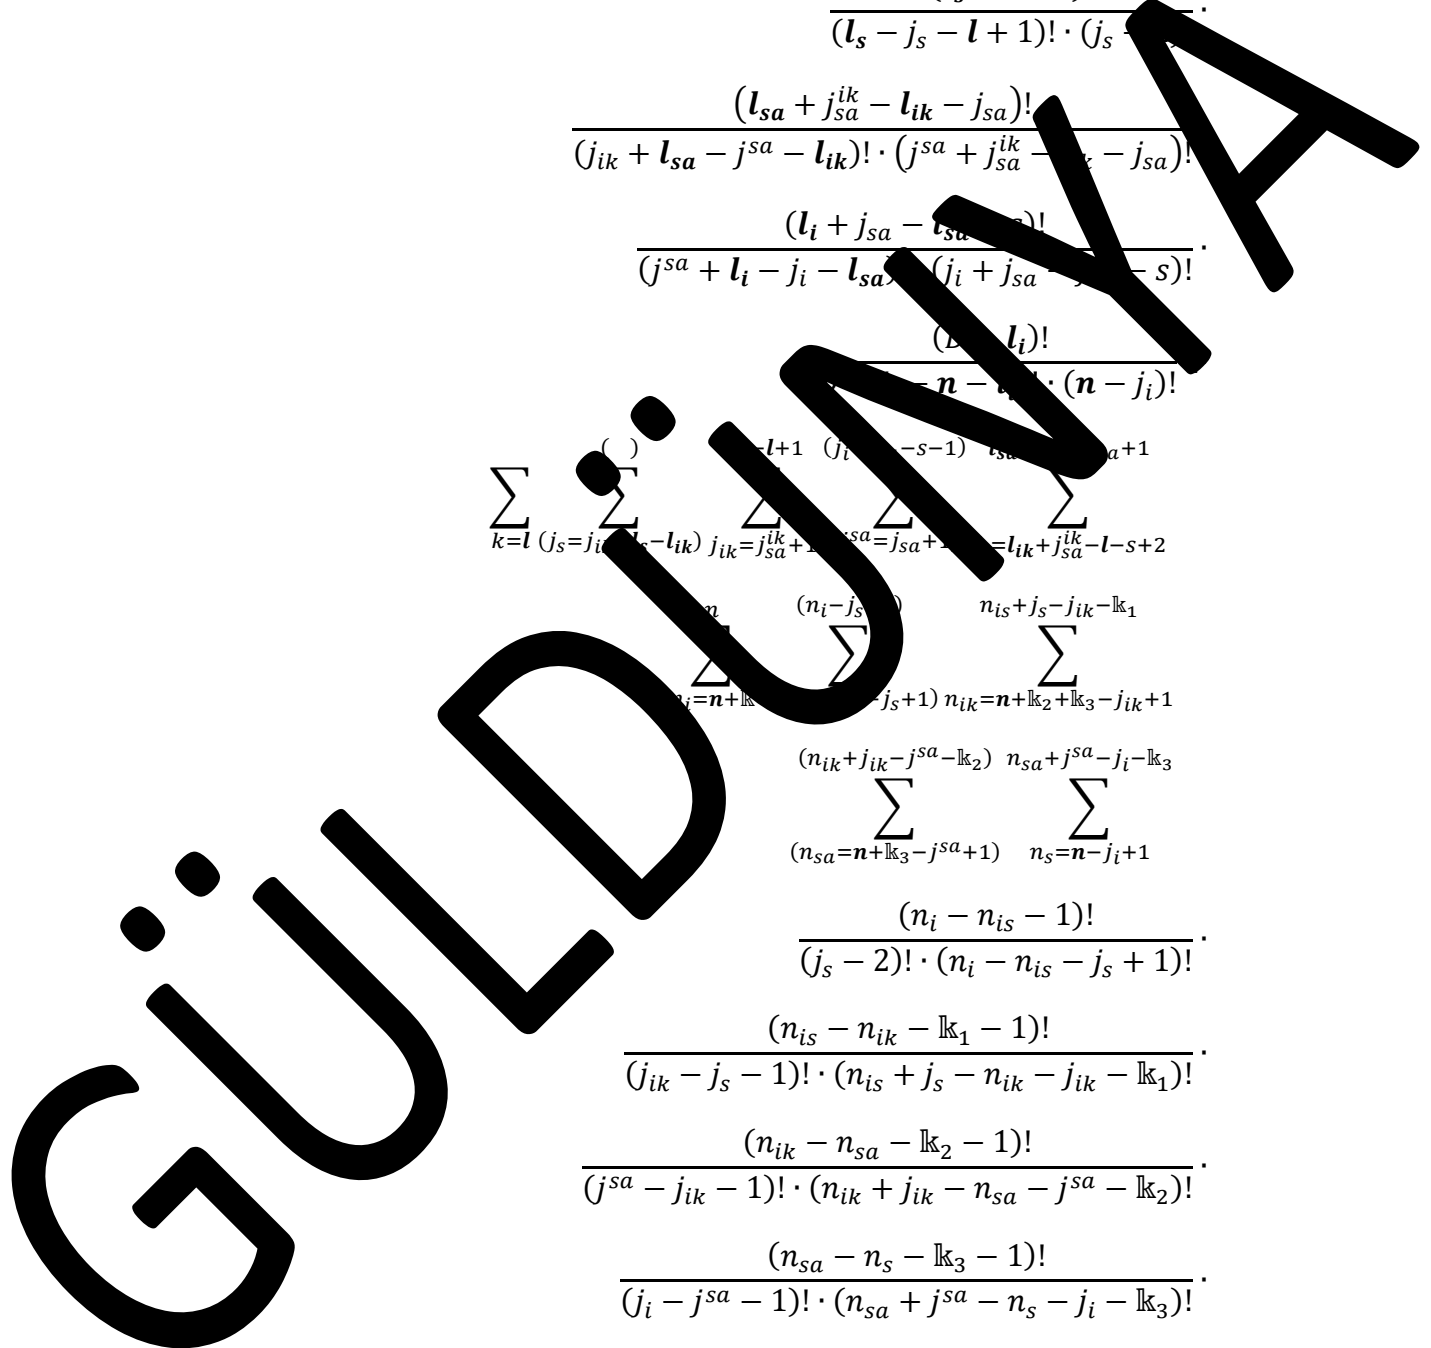 (l_s − j_s − l + 1)! · (j_s −
(l_sa + j_sa^ik − l_ik − j_sa)!
(j_ik + l_sa − j^sa − l_ik)! · (j^sa + j_sa^ik − − j_sa)!
(l_i + j_sa − l_sa )!
(j^sa + l_i − j_i − l_sa) (j_i + j_sa − − s)!
( l_i)!
− n − ! · (n − j_i)!
( ) −l+1 (j_i −s−1) +1
∑ ∑ ∑ ∑ ∑
k=l (j_s=j_i −l_ik) j_ik=j_sa^ik+1 j^sa=j_sa+1 =l_ik+j_sa^ik−l−s+2
n (n_i−j_s ) n_is+j_s−j_ik−𝕜_1
∑ ∑ ∑
n_i=n+𝕜 −j_s+1) n_ik=n+𝕜_2+𝕜_3−j_ik+1
(n_ik+j_ik−j^sa−𝕜_2) n_sa+j^sa−j_i−𝕜_3
∑ ∑
(n_sa=n+𝕜_3−j^sa+1) n_s=n−j_i+1
(n_i − n_is − 1)!
(j_s − 2)! · (n_i − n_is − j_s + 1)! ·
(n_is − n_ik − 𝕜_1 − 1)!
(j_ik − j_s − 1)! · (n_is + j_s − n_ik − j_ik − 𝕜_1)! ·
(n_ik − n_sa − 𝕜_2 − 1)!
(j^sa − j_ik − 1)! · (n_ik + j_ik − n_sa − j^sa − 𝕜_2)! ·
(n_sa − n_s − 𝕜_3 − 1)!
(j_i − j^sa − 1)! · (n_sa + j^sa − n_s − j_i − 𝕜_3)! ·
GÜLDÜNYA